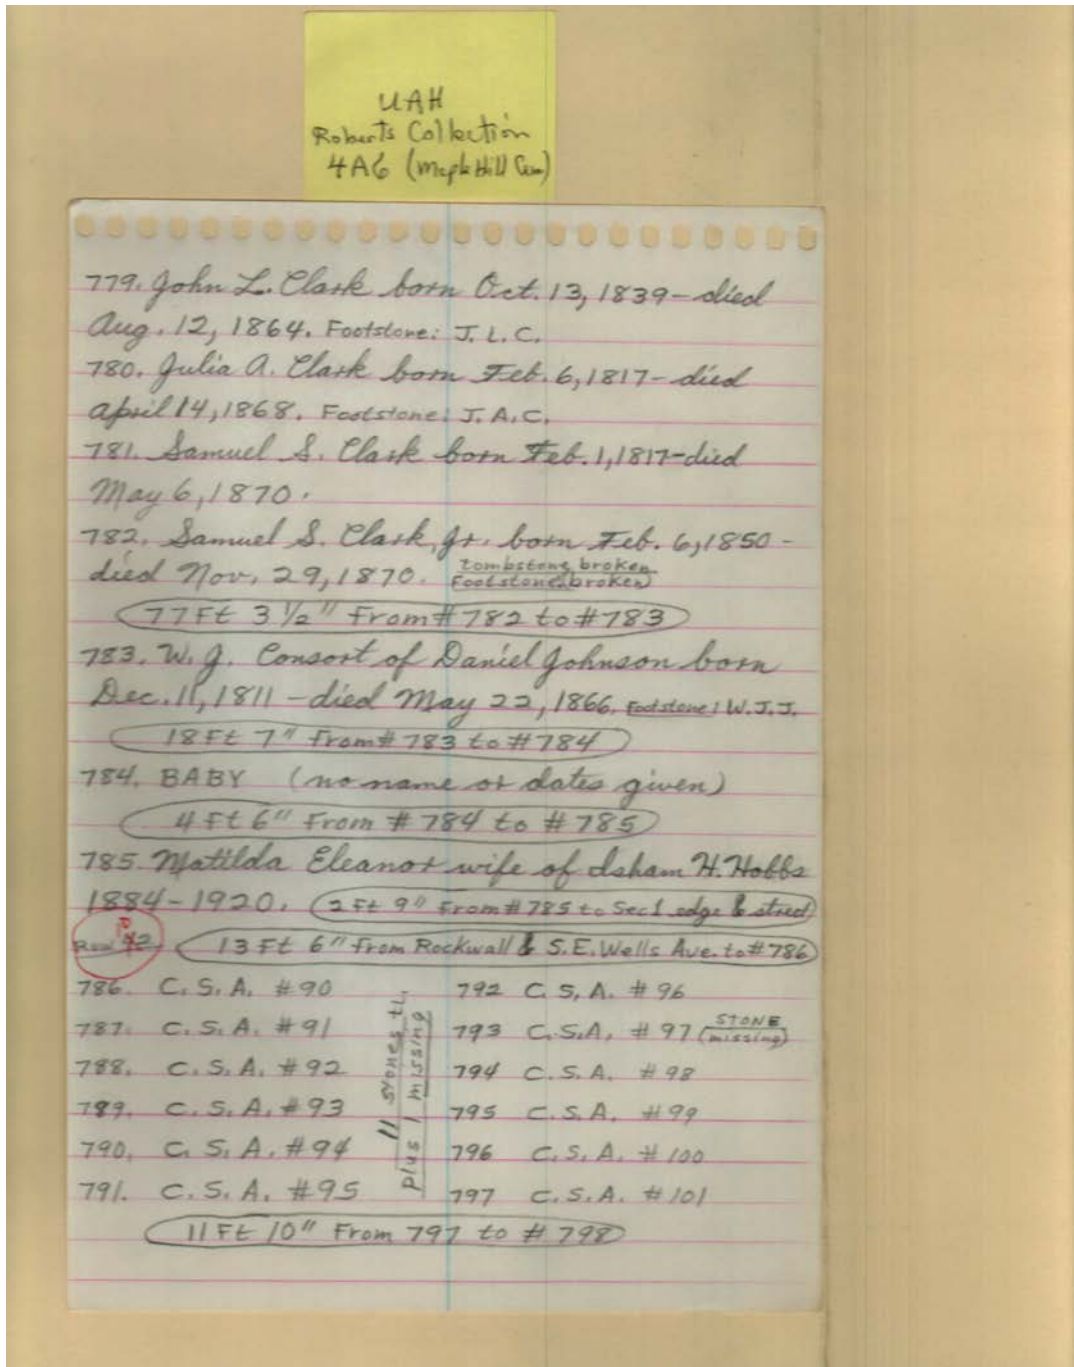 UAH
Roberts Collection
4A6 (Maple Hill Cem)
779. John L. Clark born Oct. 13, 1839 - died
Aug. 12, 1864. Footstone: J. L. C.
780. Julia A. Clark born Feb. 6, 1817 - died
April 14, 1868. Footstone: J. A. C.
781. Samuel S. Clark born Feb. 1, 1817 - died
May 6, 1870.
782. Samuel S. Clark, Jr. born Feb. 6, 1850 -
died Nov. 29, 1870. Tombstone broken
Footstone broken
77 Ft 3 1/2" From # 782 to # 783
783. W. J. Consort of Daniel Johnson born
Dec. 11, 1811 - died May 22, 1866. Footstone: W. J. J.
18 Ft 7" From # 783 to # 784
784. BABY (no name or dates given)
4 Ft 6" From # 784 to # 785
785. Matilda Eleanor wife of Isham H. Hobbs
1884 - 1920. 2 Ft 9" From # 785 to Sec 1 edge & street
Row 13 Ft 6" From Rockwall & S.E. Wells Ave. to # 786
786. C. S. A. # 90
787. C. S. A. # 91
788. C. S. A. # 92
789. C. S. A. # 93
790. C. S. A. # 94
791. C. S. A. # 95
11 stones tl.
plus 1 missing
792 C. S. A. # 96
793 C. S. A. # 97 (STONE
missing)
794 C. S. A. # 98
795 C. S. A. # 99
796 C. S. A. # 100
797 C. S. A. # 101
11 Ft 10" From 797 to # 798